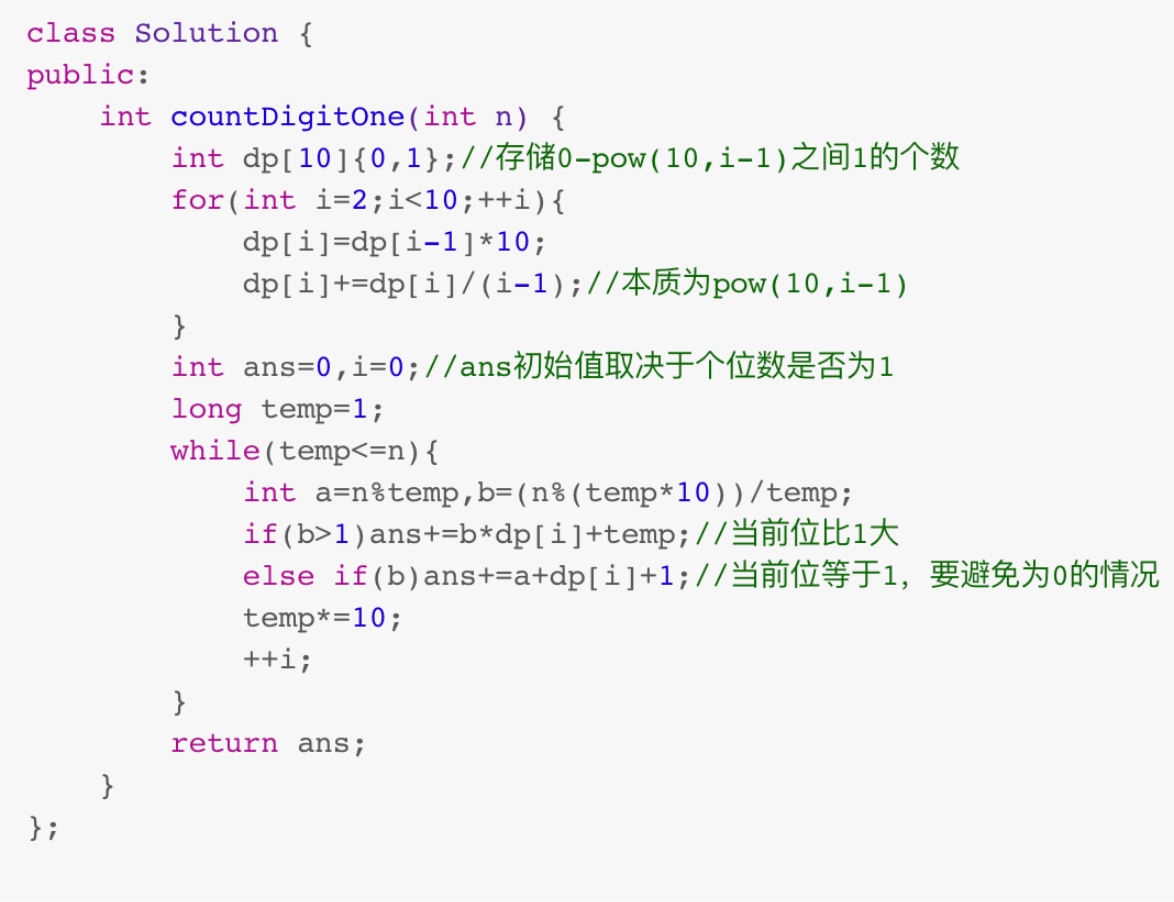 class Solution {
public:
    int countDigitOne(int n) {
        int dp[10]{0,1};//存储0-pow(10,i-1)之间1的个数
        for(int i=2;i<10;++i){
            dp[i]=dp[i-1]*10;
            dp[i]+=dp[i]/(i-1);//本质为pow(10,i-1)
        }
        int ans=0,i=0;//ans初始值取决于个位数是否为1
        long temp=1;
        while(temp<=n){
            int a=n%temp,b=(n%(temp*10))/temp;
            if(b>1)ans+=b*dp[i]+temp;//当前位比1大
            else if(b)ans+=a+dp[i]+1;//当前位等于1，要避免为0的情况
            temp*=10;
            ++i;
        }
        return ans;
    }
};